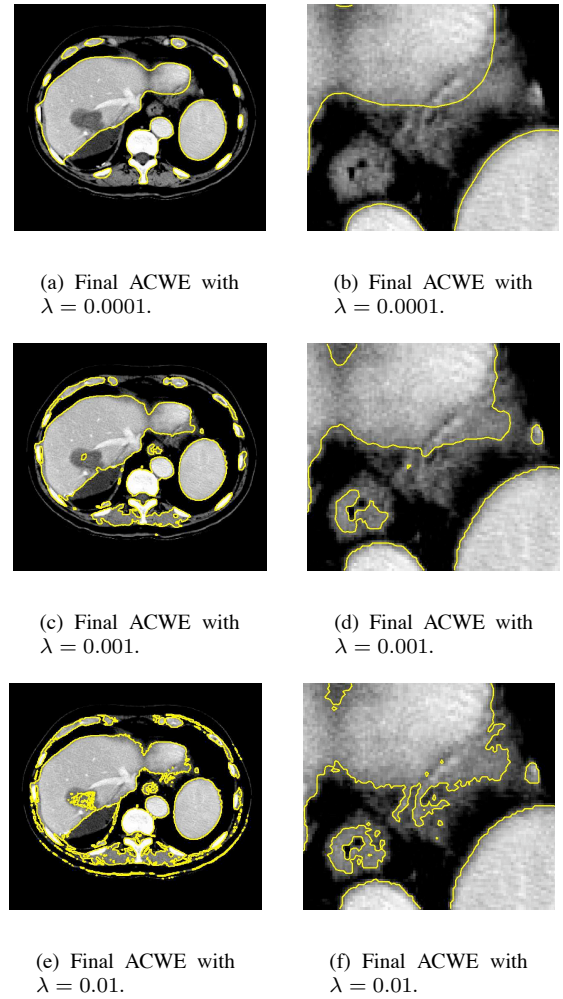 (a) Final ACWE with
λ = 0.0001.
(b) Final ACWE with
λ = 0.0001.
(c) Final ACWE with
λ = 0.001.
(d) Final ACWE with
λ = 0.001.
(e) Final ACWE with
λ = 0.01.
(f) Final ACWE with
λ = 0.01.